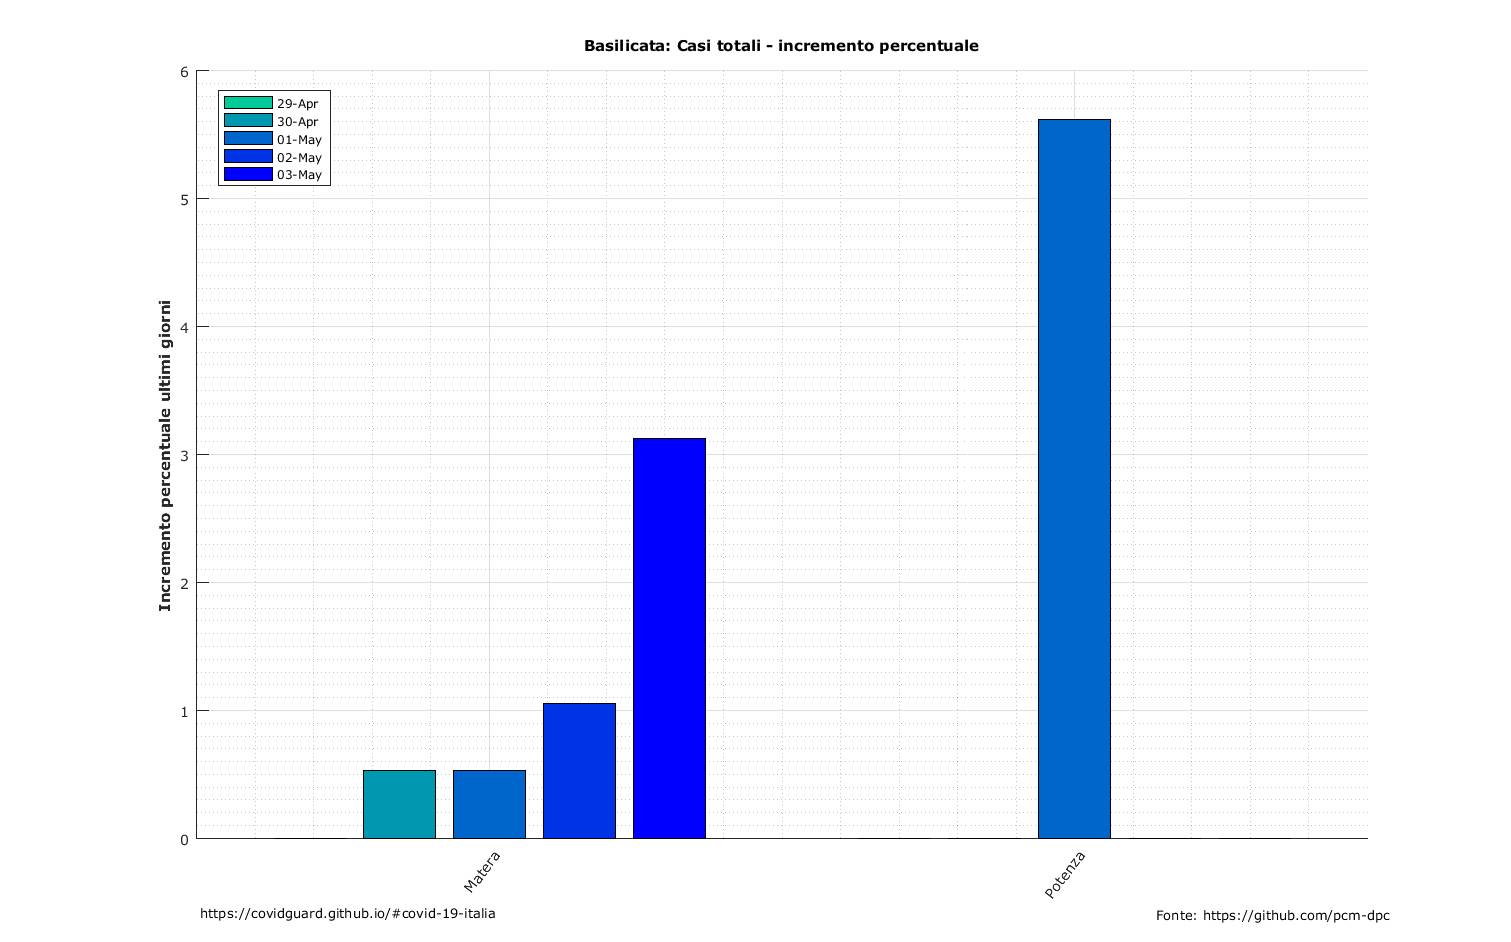 Basilicata: Casi totali - incremento percentuale
6
5
4
3
2
1
0
Incremento percentuale ultimi giorni
29-Apr
30-Apr
01-May
02-May
03-May
Matera
Potenza
https://covidguard.github.io/#covid-19-italia
Fonte: https://github.com/pcm-dpc